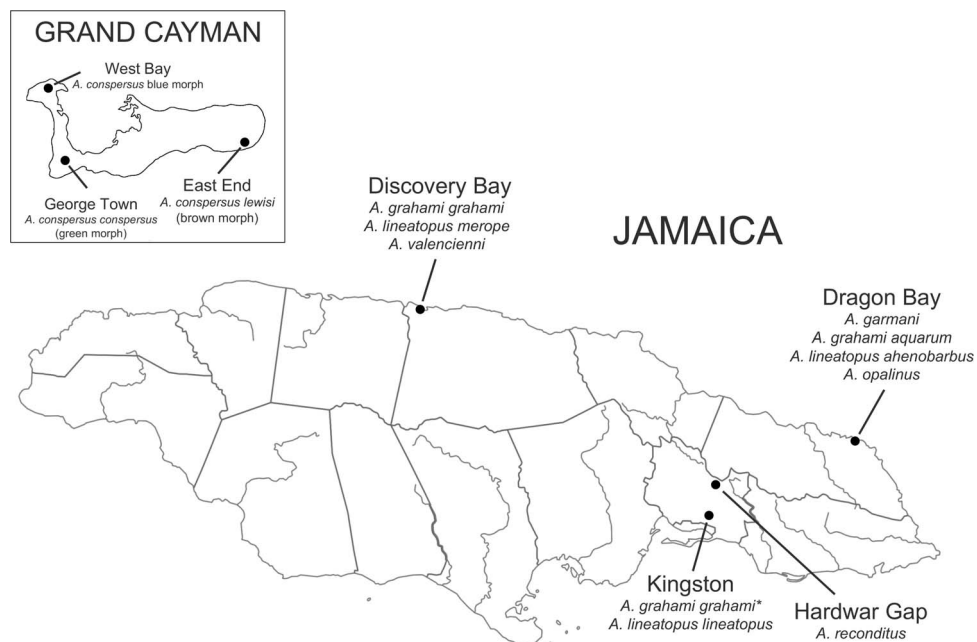 GRAND CAYMAN
West Bay
A. conspersus blue morph
George Town
A. conspersus conspersus
(green morph)
East End
A. conspersus lewisi
(brown morph)
JAMAICA
Discovery Bay
A. grahami grahami
A. lineatopus merope
A. valencienni
Dragon Bay
A. garmani
A. grahami aquarum
A. lineatopus ahenobarbus
A. opalinus
Kingston
A. grahami grahami*
A. lineatopus lineatopus
Hardwar Gap
A. reconditus